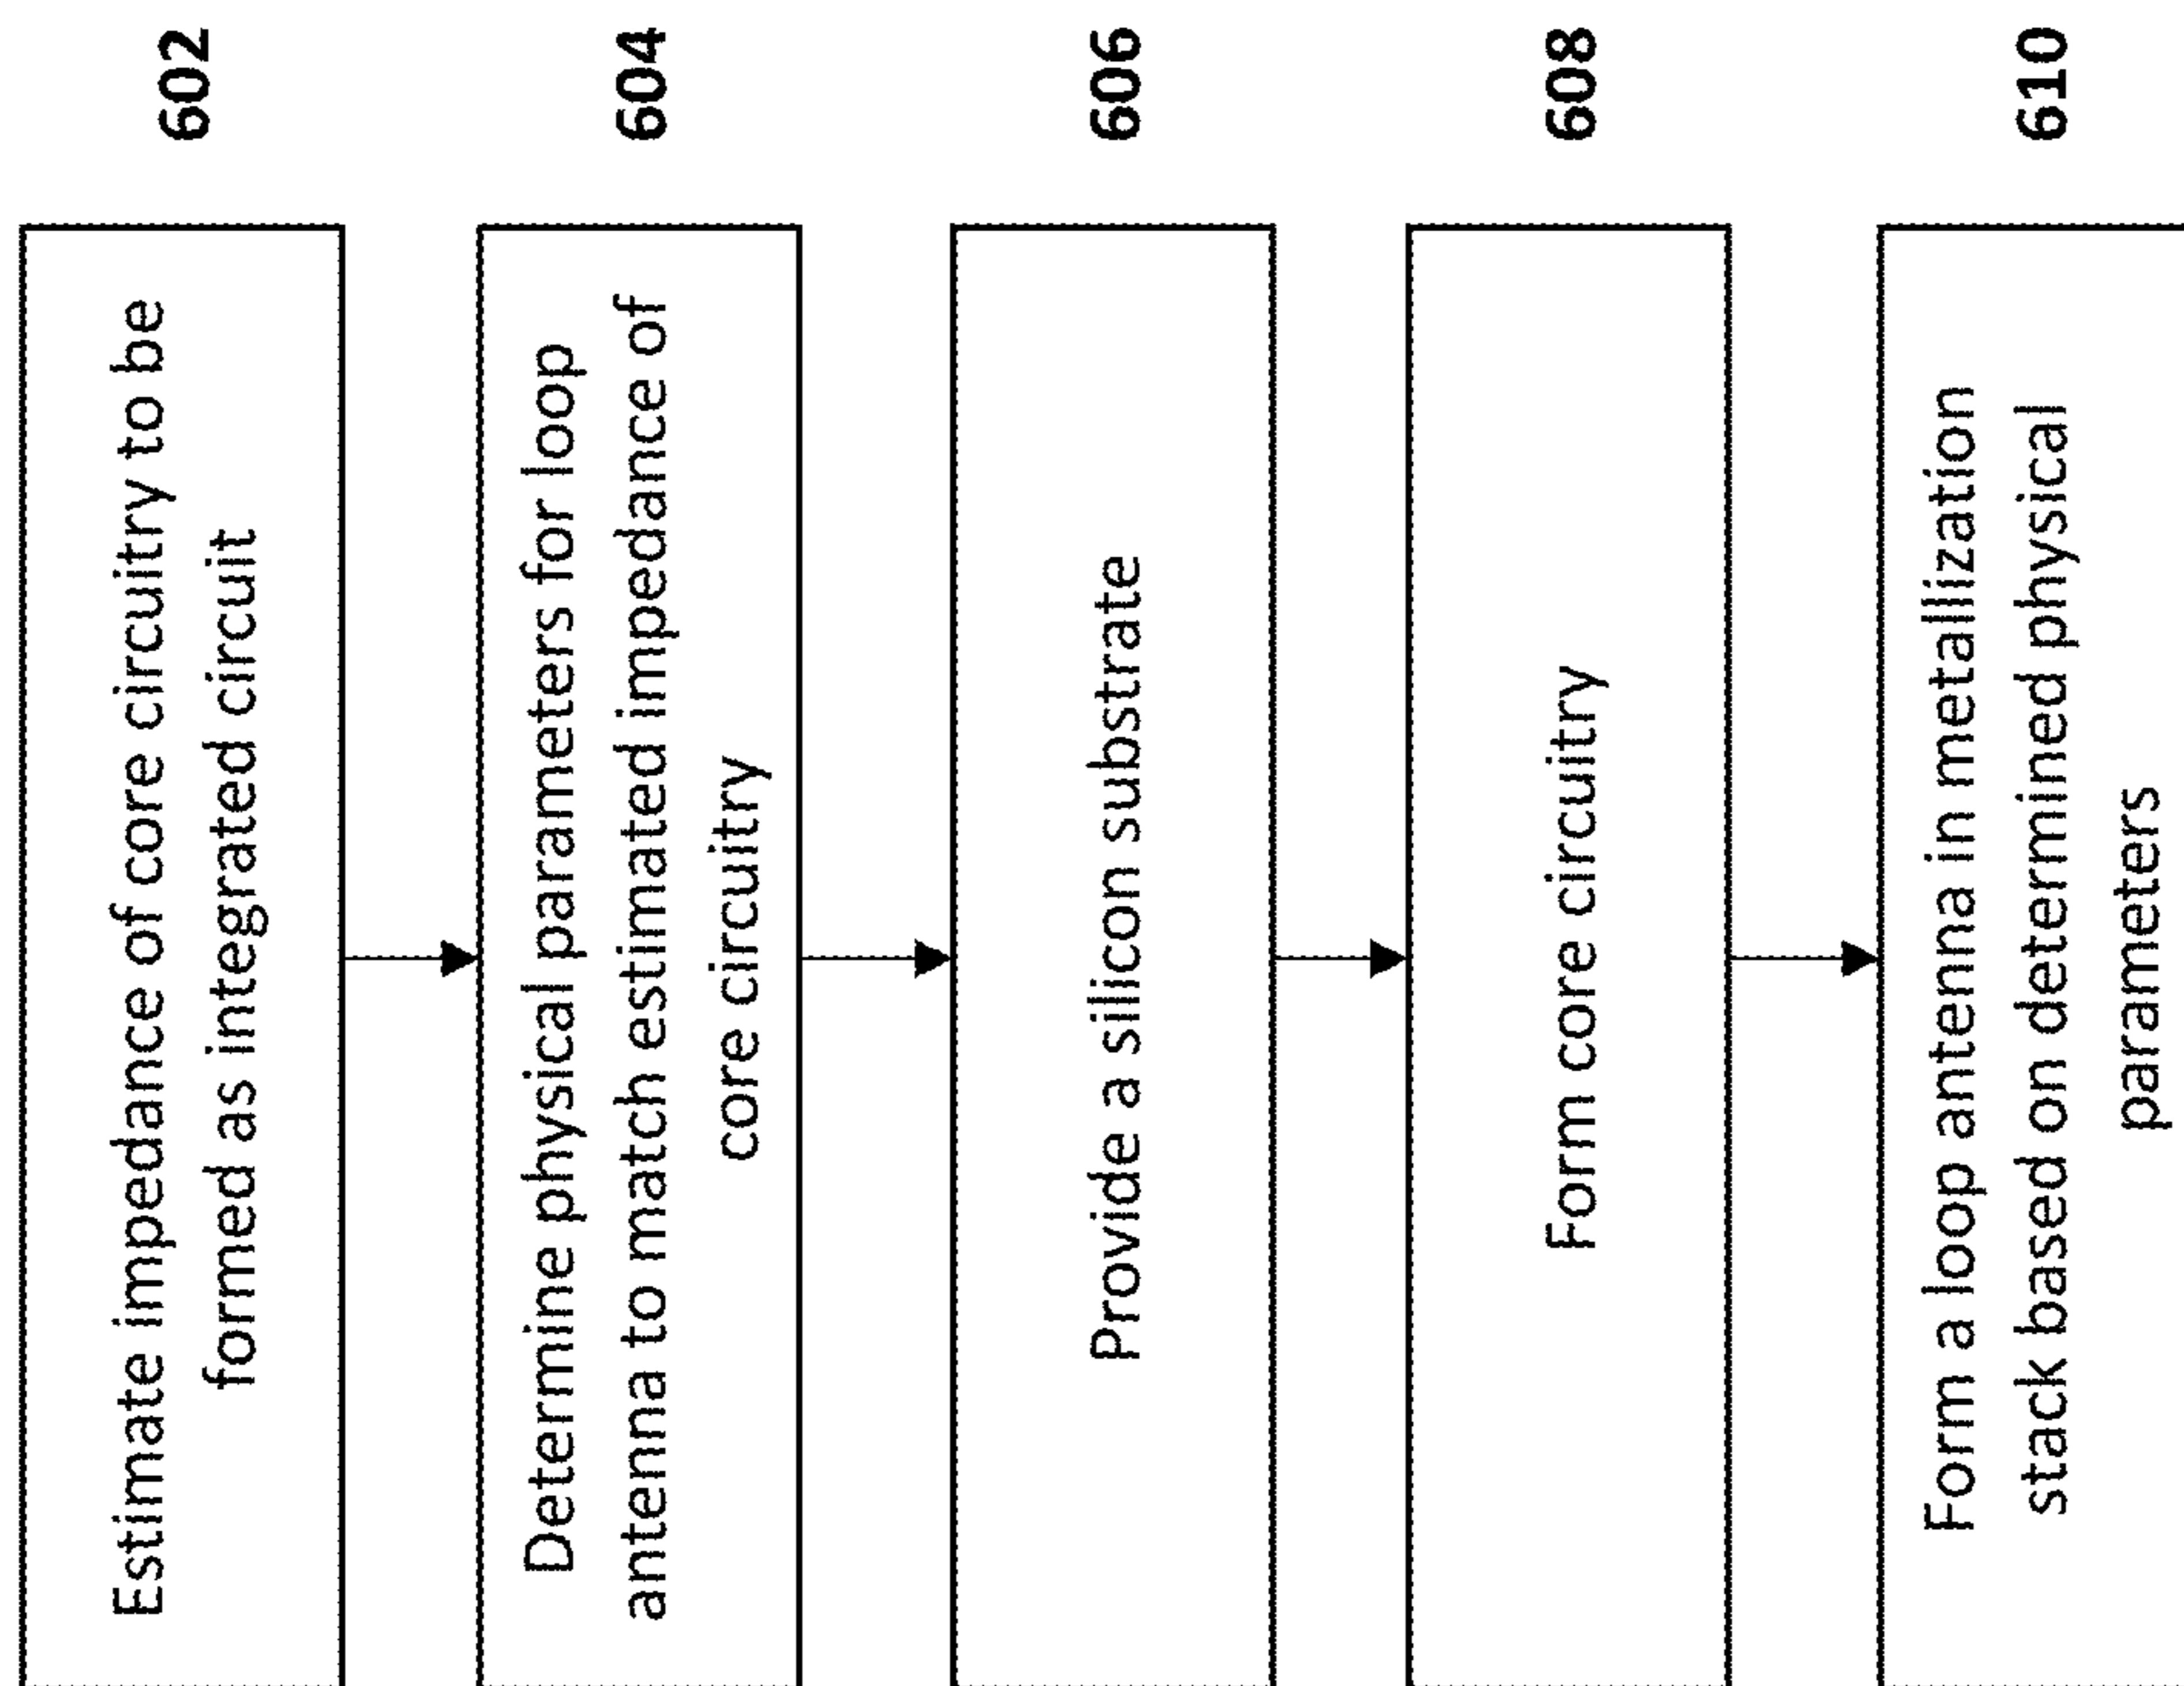 Estimate impedance of core circuitry to be
formed as integrated circuit
602
Determine physical parameters for loop
antenna to match estimated impedance of
core circuitry
604
Provide a silicon substrate
606
Form core circuitry
608
Form a loop antenna in metallization
stack based on determined physical
parameters
610